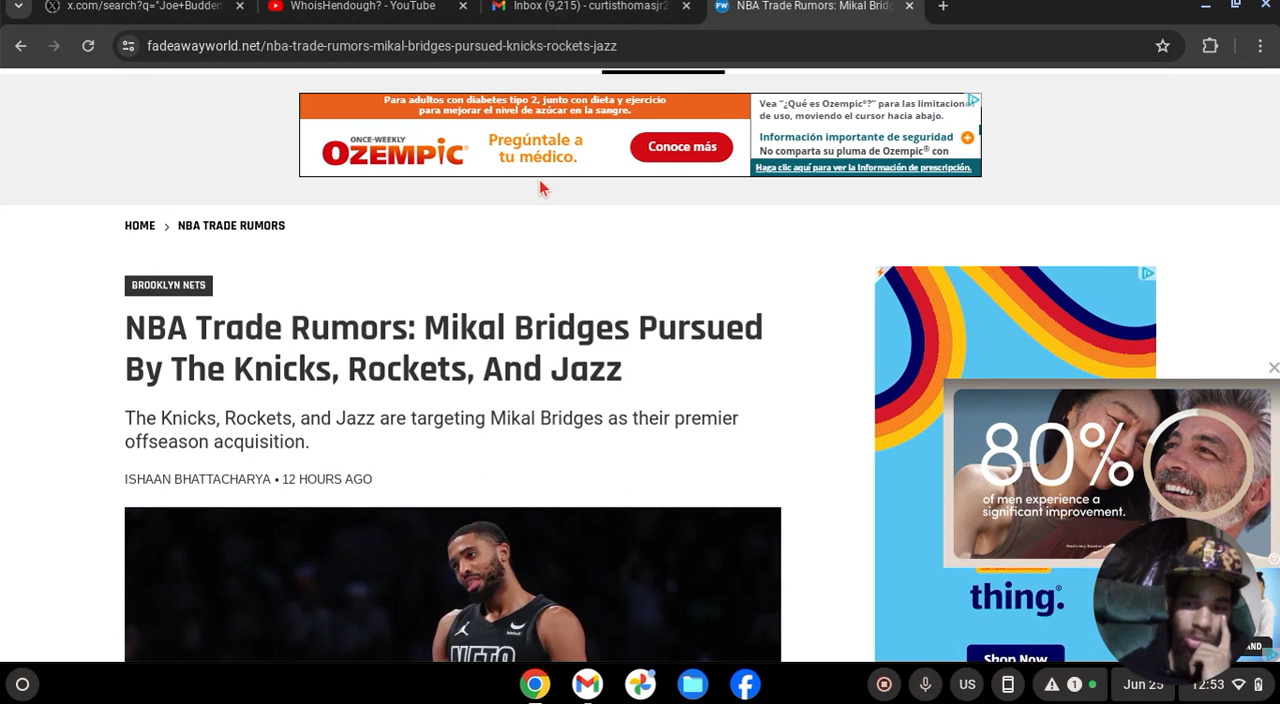 x.com/search?q="Joe+Budden
WhoisHendough? - YouTube
Inbox (9,215) - curtisthomasjr2
FW
NBA Trade Rumors: Mikal Bridg
fadeawayworld.net/nba-trade-rumors-mikal-bridges-pursued-knicks-rockets-jazz
Para adultos con diabetes tipo 2, junto con dieta y ejercicio
para mejorar el nivel de azúcar en la sangre.
ONCE-WEEKLY
OZEMPIC®
Pregúntale a
tu médico.
Conoce más
Vea "¿Qué es Ozempic®?" para las limitaciones
de uso, moviendo el cursor hacia abajo.
Información importante de seguridad
No comparta su pluma de Ozempic® con
Haga clic aquí para ver la Información de prescripción.
HOME > NBA TRADE RUMORS
BROOKLYN NETS
NBA Trade Rumors: Mikal Bridges Pursued
By The Knicks, Rockets, And Jazz
The Knicks, Rockets, and Jazz are targeting Mikal Bridges as their premier
offseason acquisition.
ISHAAN BHATTACHARYA • 12 HOURS AGO
NETS
80%
of men experience a
significant improvement.
thing.
Shop Now
AND
US
1
Jun 25
12:53